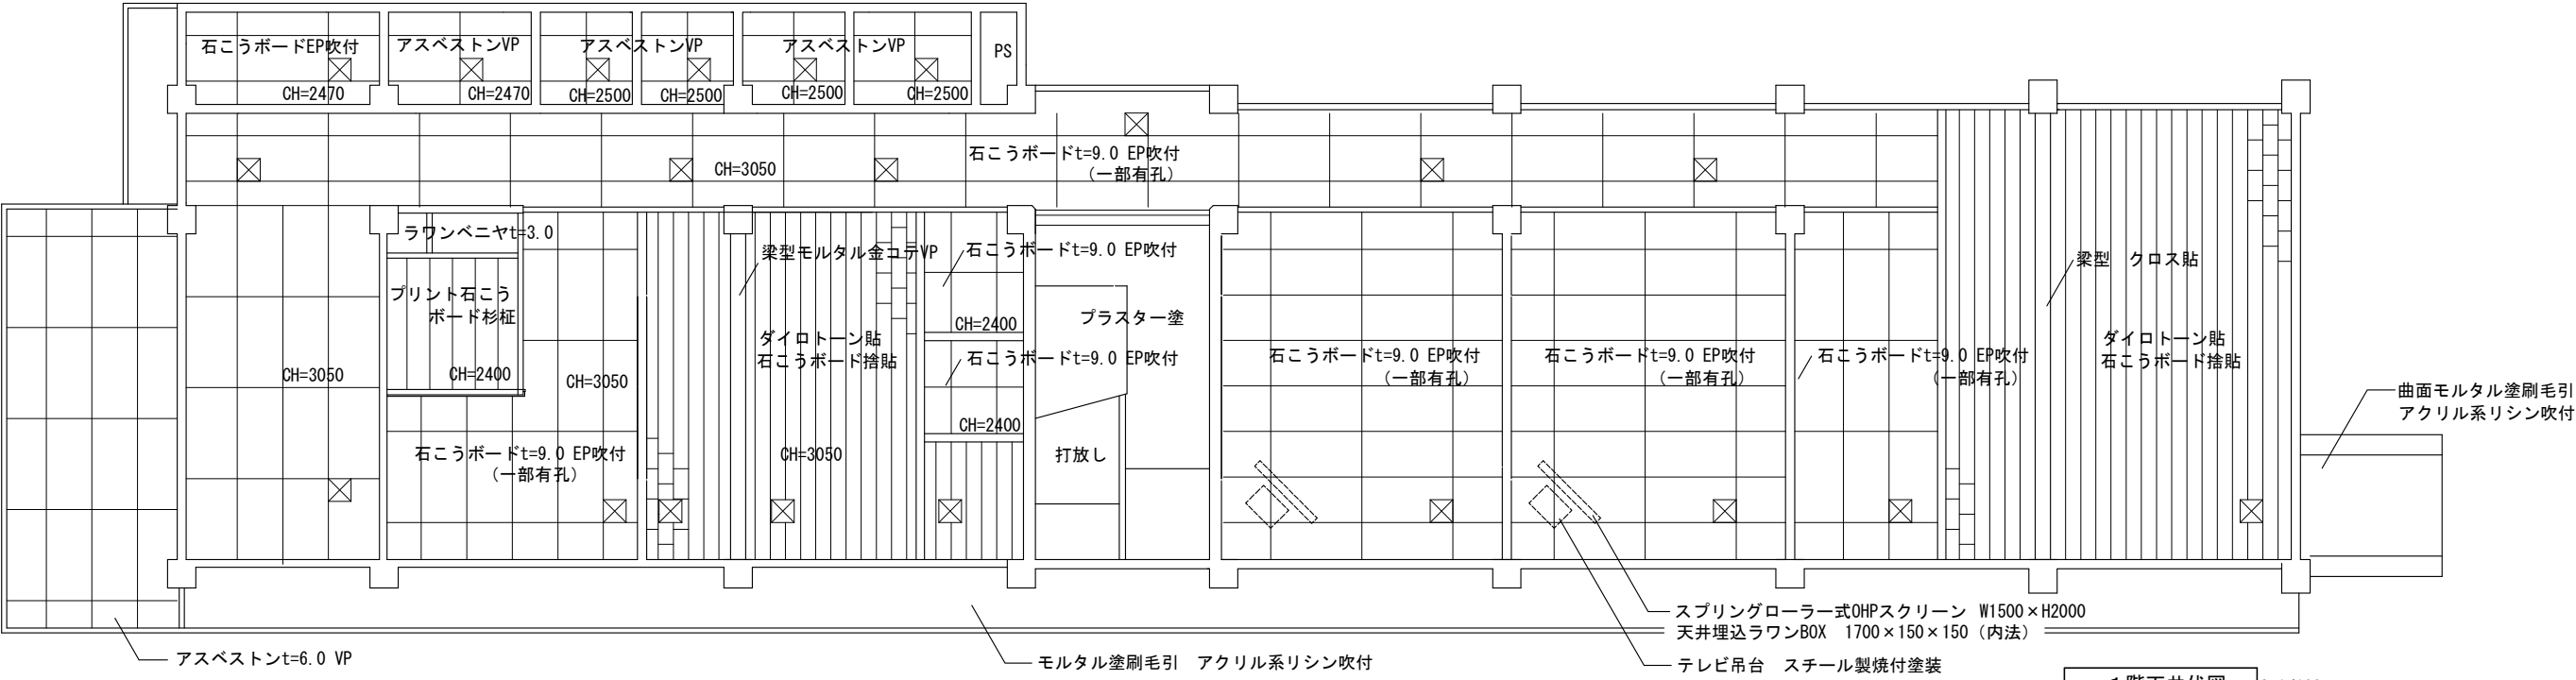 石こうボードEP吹付
アスベストンVP
アスベストンVP
アスベストンVP
PS
CH=2470
CH=2470
CH=2500
CH=2500
CH=2500
CH=2500
CH=3050
石こうボードt=9.0 EP吹付
（一部有孔）
ラワンベニヤt=3.0
梁型モルタル金コテVP
石こうボードt=9.0 EP吹付
梁型　クロス貼
プリント石こう
ボード杉柾
CH=2400
プラスター塗
ダイロトーン貼
石こうボード捨貼
石こうボードt=9.0 EP吹付
CH=3050
CH=2400
CH=3050
石こうボードt=9.0 EP吹付
（一部有孔）
石こうボードt=9.0 EP吹付
（一部有孔）
石こうボードt=9.0 EP吹付
（一部有孔）
ダイロトーン貼
石こうボード捨貼
曲面モルタル塗刷毛引
アクリル系リシン吹付
CH=2400
石こうボードt=9.0 EP吹付
（一部有孔）
CH=3050
打放し
スプリングローラー式OHPスクリーン　W1500×H2000
天井埋込ラワンBOX　1700×150×150（内法）
アスベストンt=6.0 VP
モルタル塗刷毛引　アクリル系リシン吹付
テレビ吊台　スチール製焼付塗装